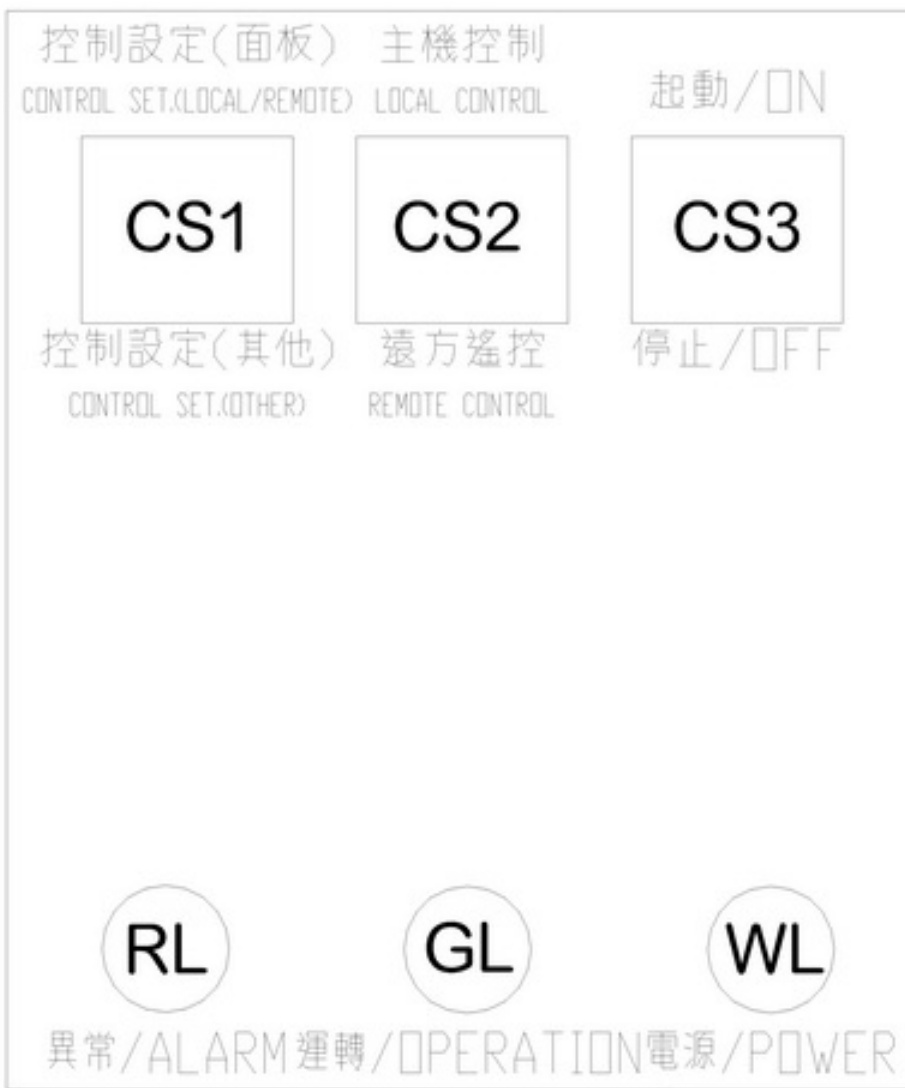 控制設定(面板) 主機控制
CONTROL SET.(LOCAL/REMOTE) LOCAL CONTROL 起動/ON
CS1 CS2 CS3
控制設定(其他) 遠方遙控 停止/OFF
CONTROL SET.(OTHER) REMOTE CONTROL
RL GL WL
異常/ALARM 運轉/OPERATION 電源/POWER